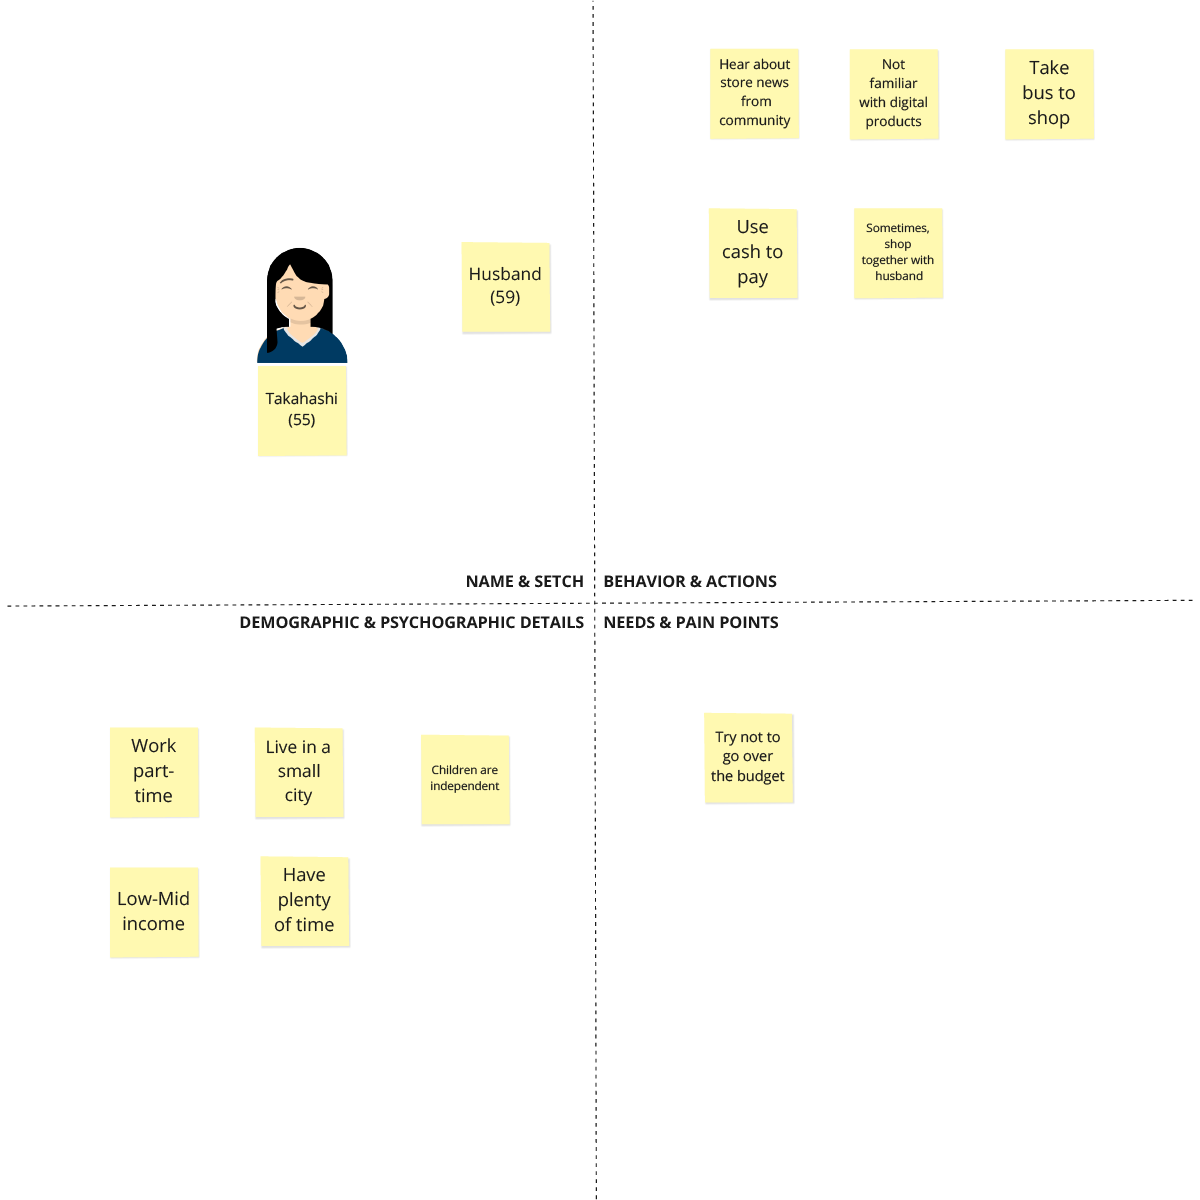 Hear about
store news
from
community
Not
familiar
with digital
products
Take
bus to
shop
Use
cash to
pay
Sometimes,
shop
together with
husband
Husband
(59)
Takahashi
(55)
NAME & SETCH
BEHAVIOR & ACTIONS
DEMOGRAPHIC & PSYCHOGRAPHIC DETAILS
NEEDS & PAIN POINTS
Work
part-
time
Live in a
small
city
Children are
independent
Low-Mid
income
Have
plenty
of time
Try not to
go over
the budget